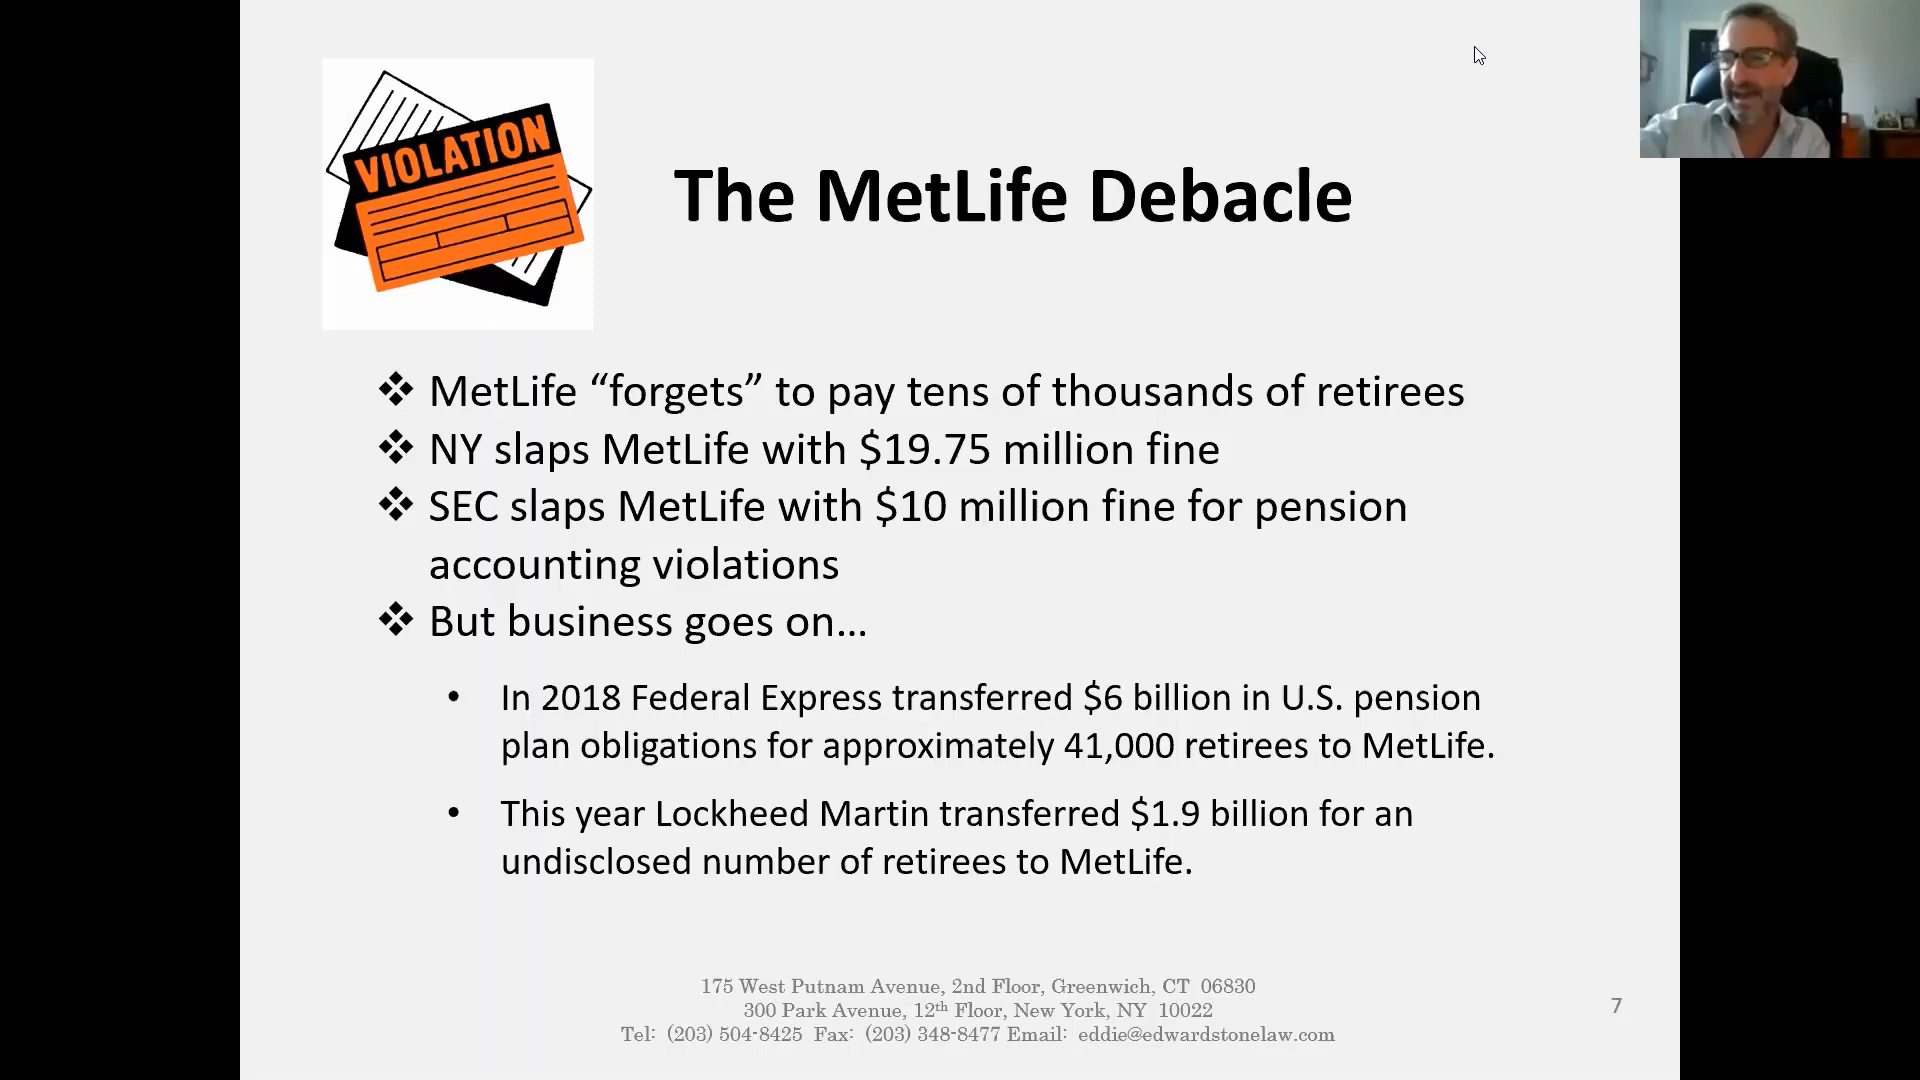 VIOLATION
The MetLife Debacle
❖ MetLife “forgets” to pay tens of thousands of retirees
❖ NY slaps MetLife with $19.75 million fine
❖ SEC slaps MetLife with $10 million fine for pension
accounting violations
❖ But business goes on…
• In 2018 Federal Express transferred $6 billion in U.S. pension
plan obligations for approximately 41,000 retirees to MetLife.
• This year Lockheed Martin transferred $1.9 billion for an
undisclosed number of retirees to MetLife.
175 West Putnam Avenue, 2nd Floor, Greenwich, CT 06830
300 Park Avenue, 12th Floor, New York, NY 10022
Tel: (203) 504-8425 Fax: (203) 348-8477 Email: eddie@edwardstonelaw.com
7